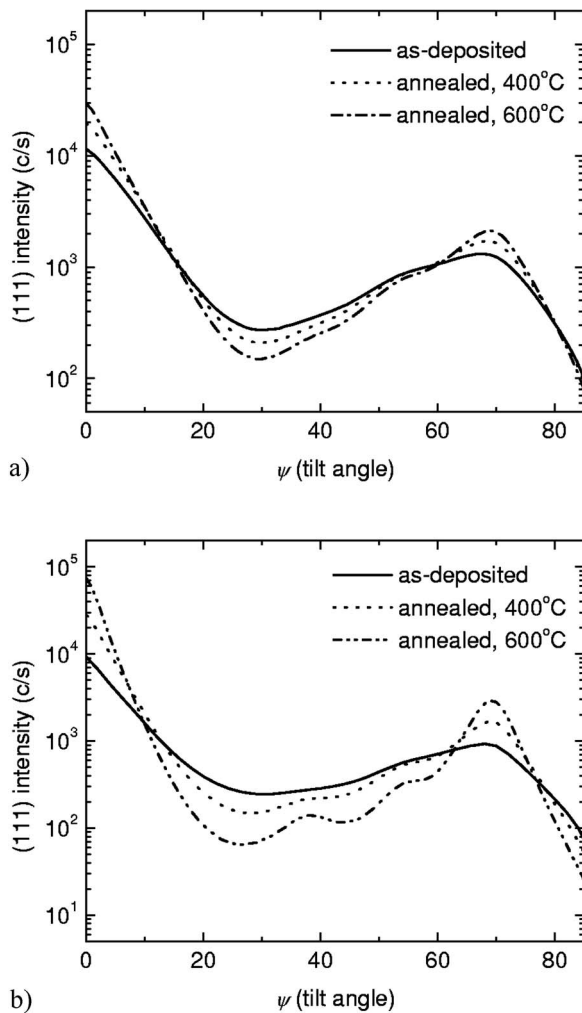 10^5
as-deposited
annealed, 400°C
annealed, 600°C
10^4
(111) intensity (c/s)
10^3
10^2
0 20 40 60 80
ψ (tilt angle)
a)
10^5
as-deposited
annealed, 400°C
annealed, 600°C
10^4
(111) intensity (c/s)
10^3
10^2
10^1
0 20 40 60 80
ψ (tilt angle)
b)